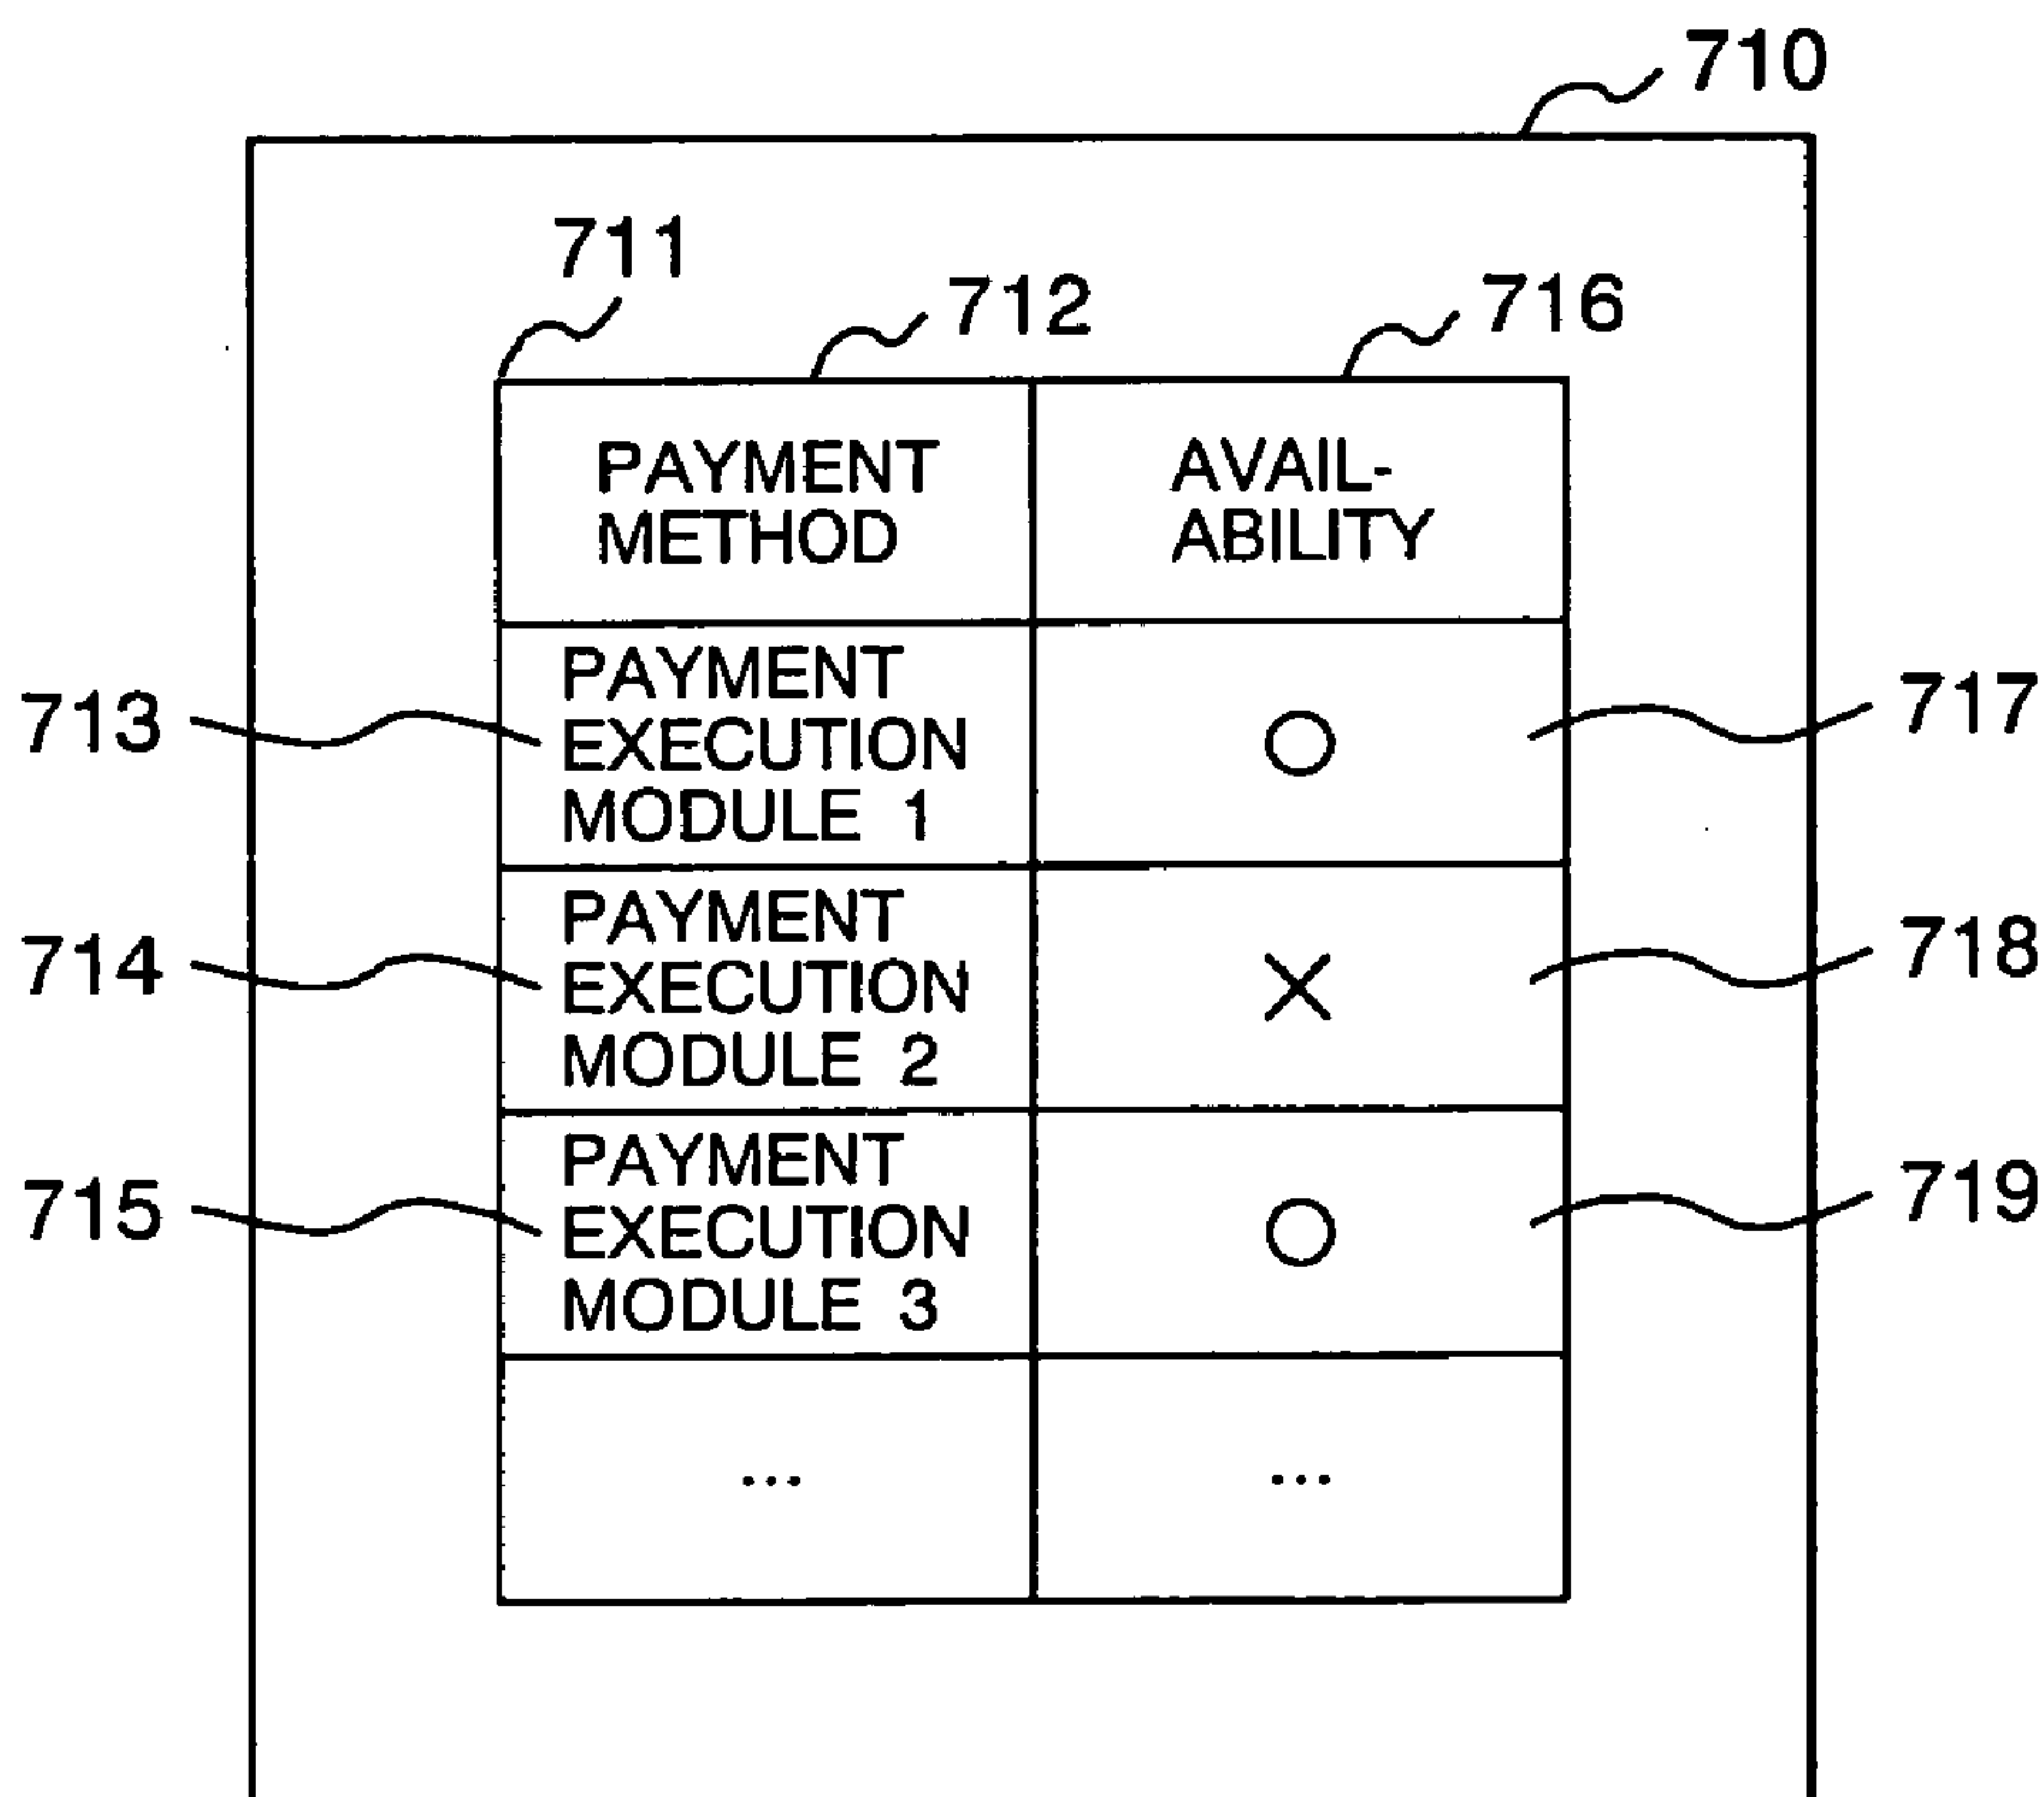 710
711
712
716
PAYMENT
METHOD
AVAIL-
ABILITY
713
PAYMENT
EXECUTION
MODULE 1
○
717
714
PAYMENT
EXECUTION
MODULE 2
×
718
715
PAYMENT
EXECUTION
MODULE 3
○
719
...
...